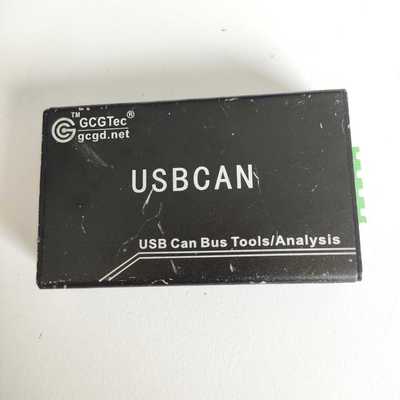 GCGTec®
TM
gcgd.net
USBCAN
USB Can Bus Tools/Analysis